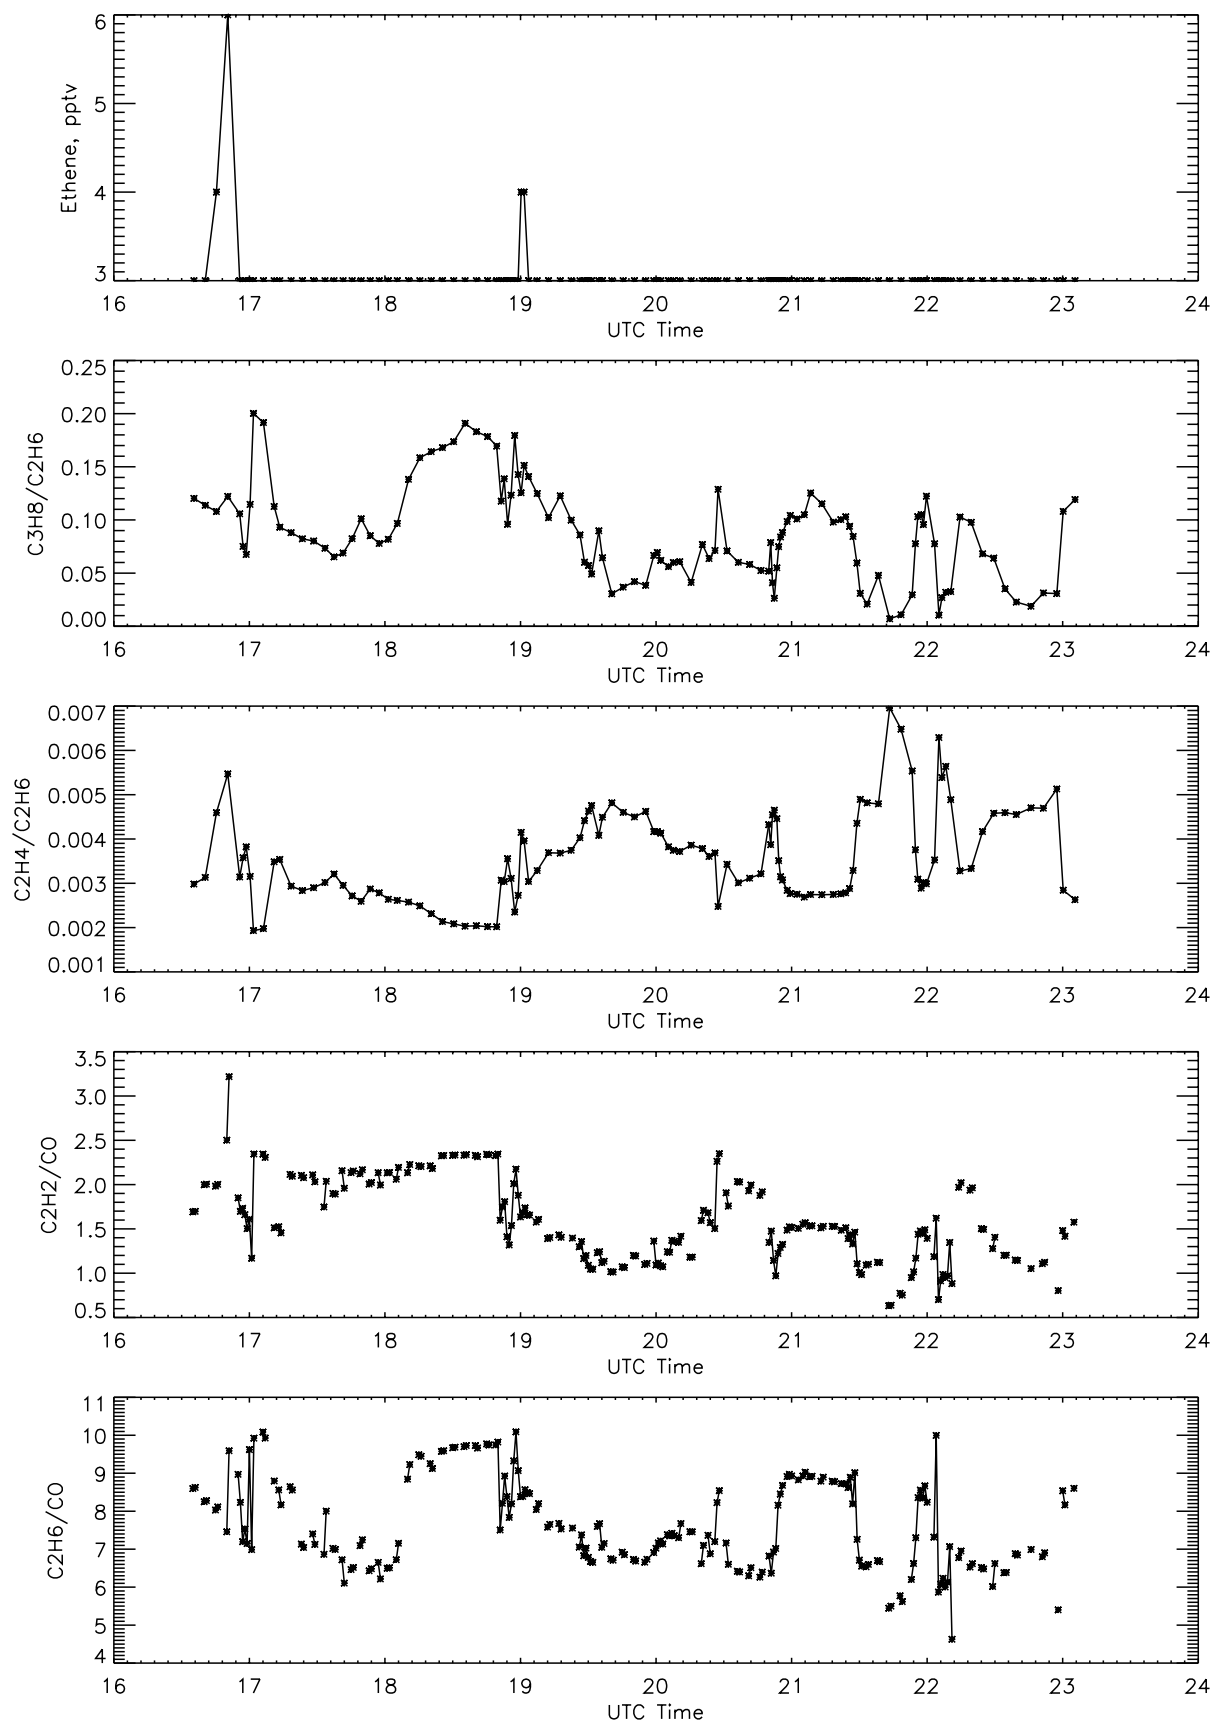 6
5
4
3
Ethene, pptv
16 17 18 19 20 21 22 23 24
UTC Time
0.25
0.20
0.15
0.10
0.05
0.00
C3H8/C2H6
16 17 18 19 20 21 22 23 24
UTC Time
0.007
0.006
0.005
0.004
0.003
0.002
0.001
C2H4/C2H6
16 17 18 19 20 21 22 23 24
UTC Time
3.5
3.0
2.5
2.0
1.5
1.0
0.5
C2H2/CO
16 17 18 19 20 21 22 23 24
UTC Time
11
10
9
8
7
6
5
4
C2H6/CO
16 17 18 19 20 21 22 23 24
UTC Time